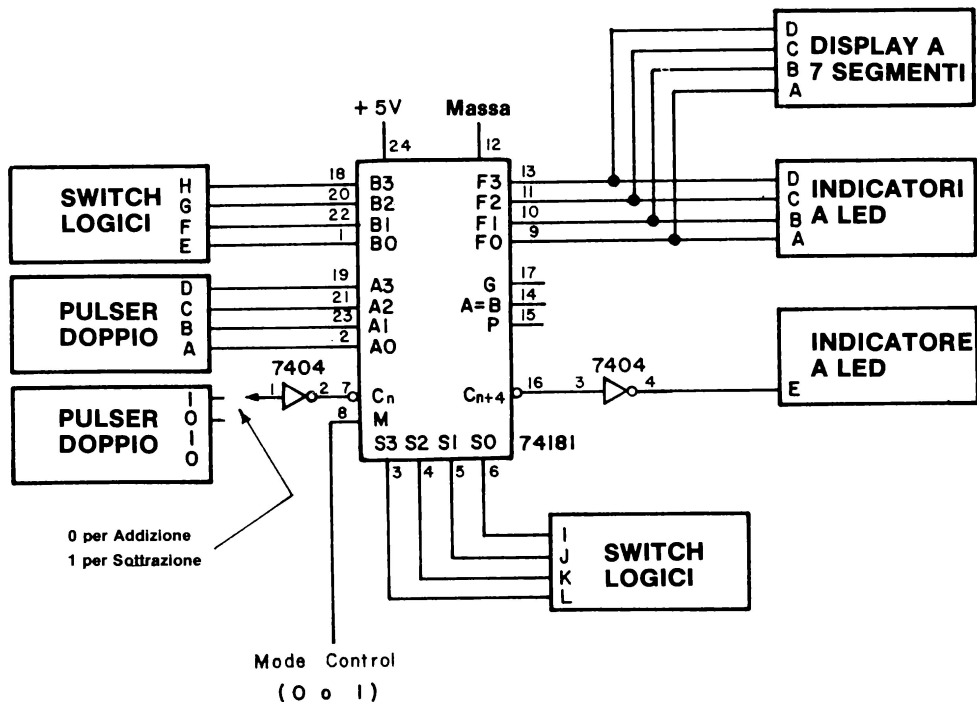 D
C
B
A
DISPLAY A
7 SEGMENTI
+ 5V
Massa
24
12
SWITCH
LOGICI
H
G
F
E
18
20
22
1
B3
B2
B1
B0
F3
F2
F1
F0
13
11
10
9
D
C
B
A
INDICATORI
A LED
PULSER
DOPPIO
D
C
B
A
19
21
23
2
A3
A2
A1
A0
G
A=B
P
17
14
15
PULSER
DOPPIO
1
0
1
0
7404
1
2
7
8
Cn
M
Cn+4
16
7404
3
4
E
INDICATORE
A LED
S3 S2 S1 S0
74181
3
4
5
6
0 per Addizione
1 per Sottrazione
I
J
K
L
SWITCH
LOGICI
Mode Control
(0 o 1)